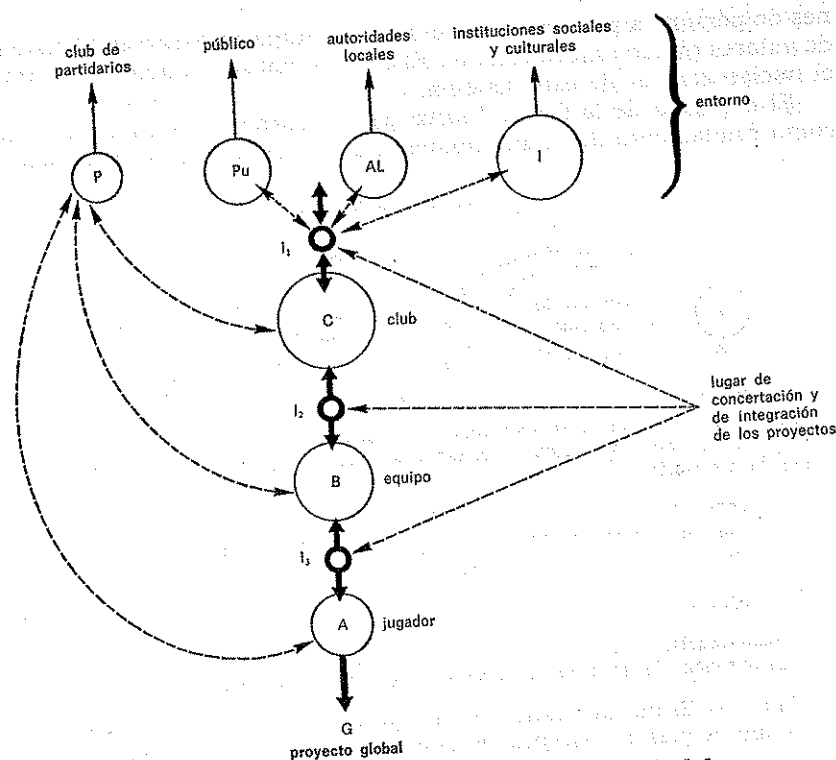 club de
partidarios
público
autoridades
locales
instituciones sociales
y culturales
entorno
P
Pu
AL
I
I₁
C
club
lugar de
concertación y
de integración
de los proyectos
I₂
B
equipo
I₃
A
jugador
G
proyecto global